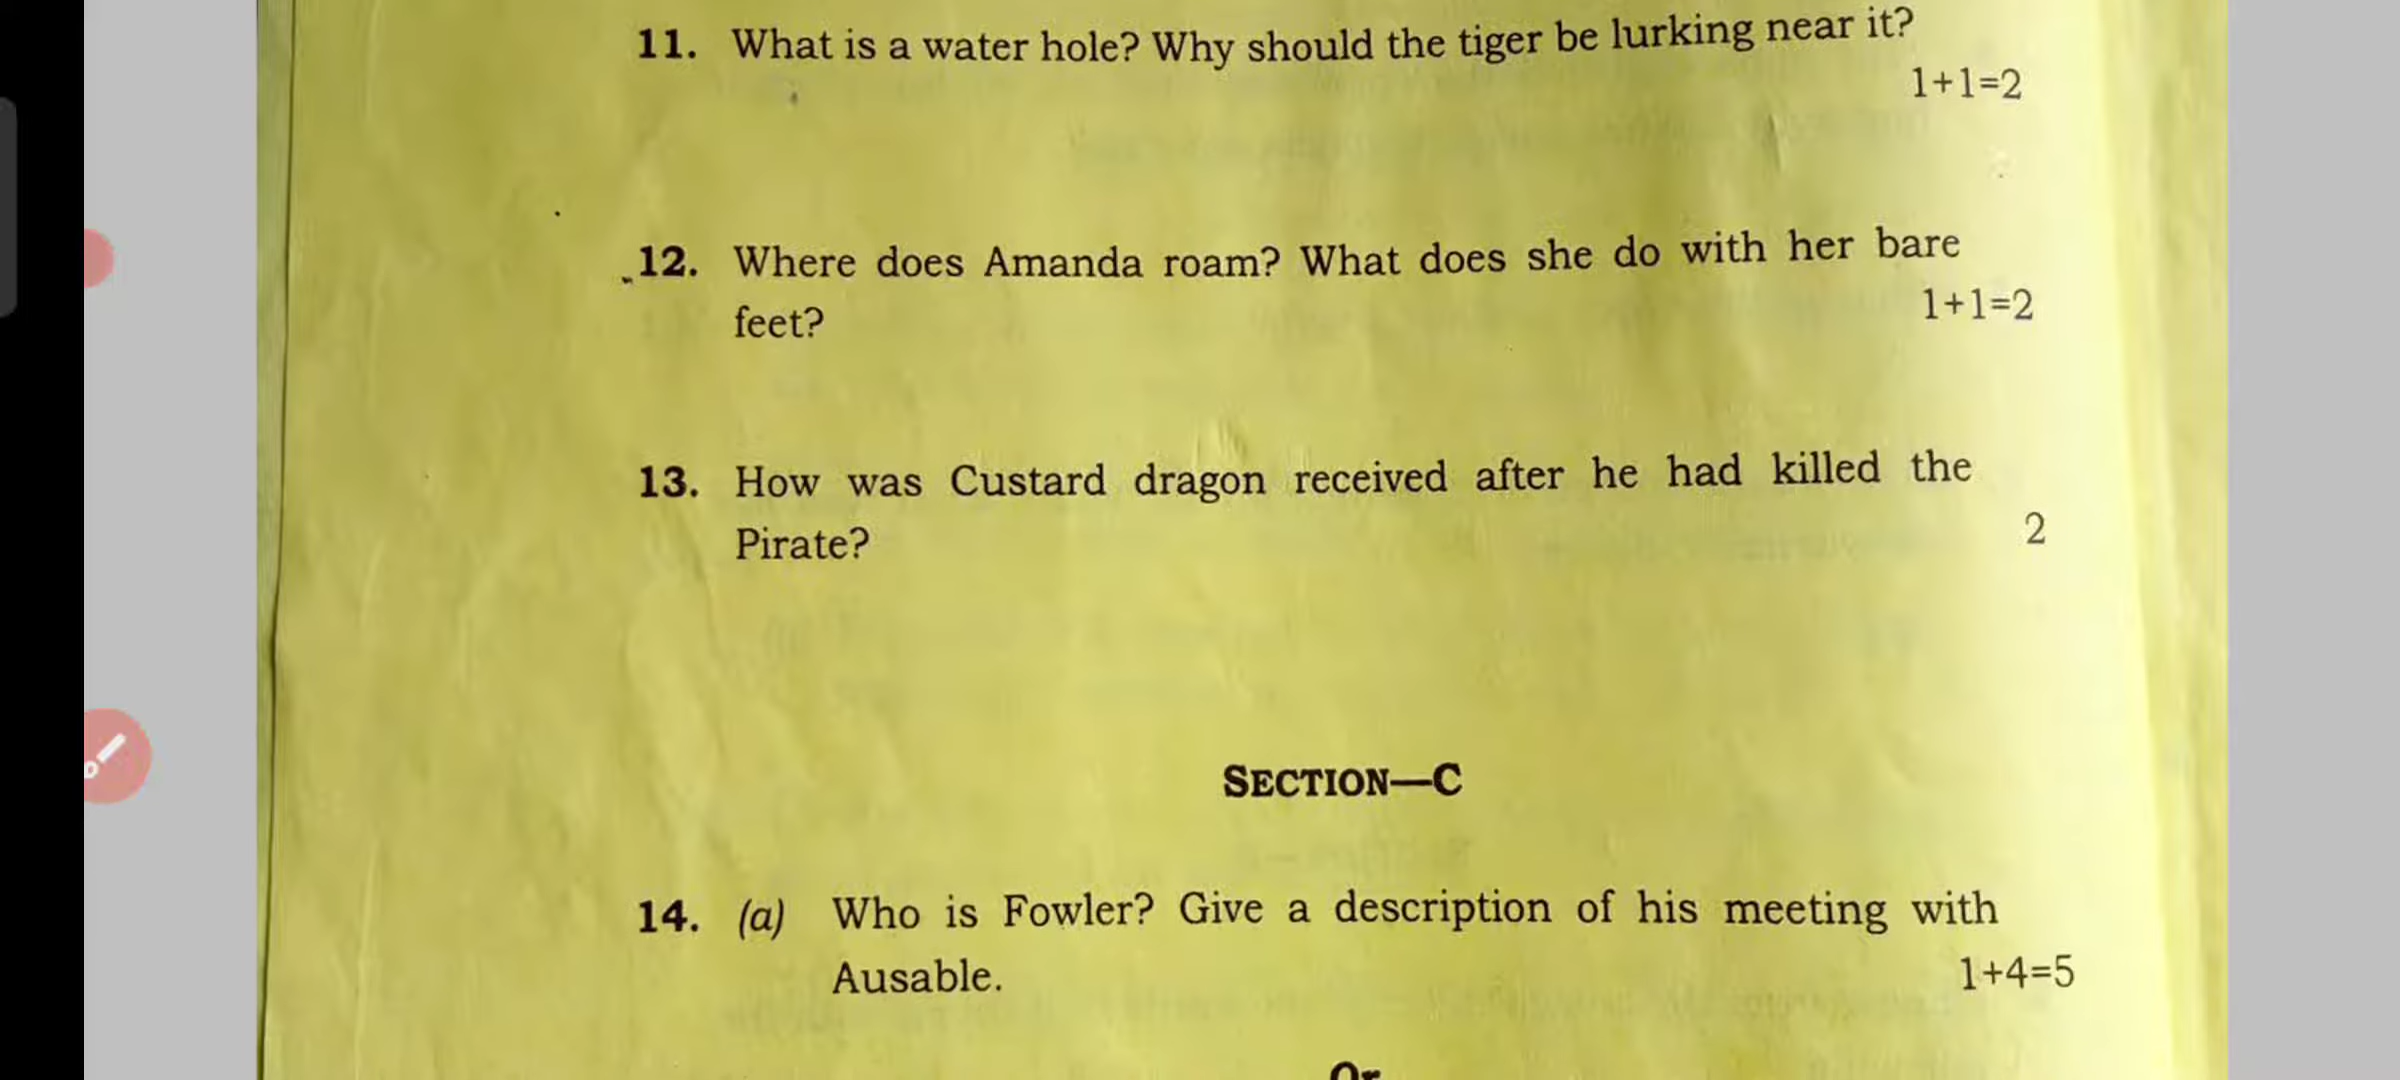 11. What is a water hole? Why should the tiger be lurking near it?
1+1=2
12. Where does Amanda roam? What does she do with her bare
feet? 1+1=2
13. How was Custard dragon received after he had killed the
Pirate? 2
SECTION—C
14. (a) Who is Fowler? Give a description of his meeting with
Ausable. 1+4=5
Or